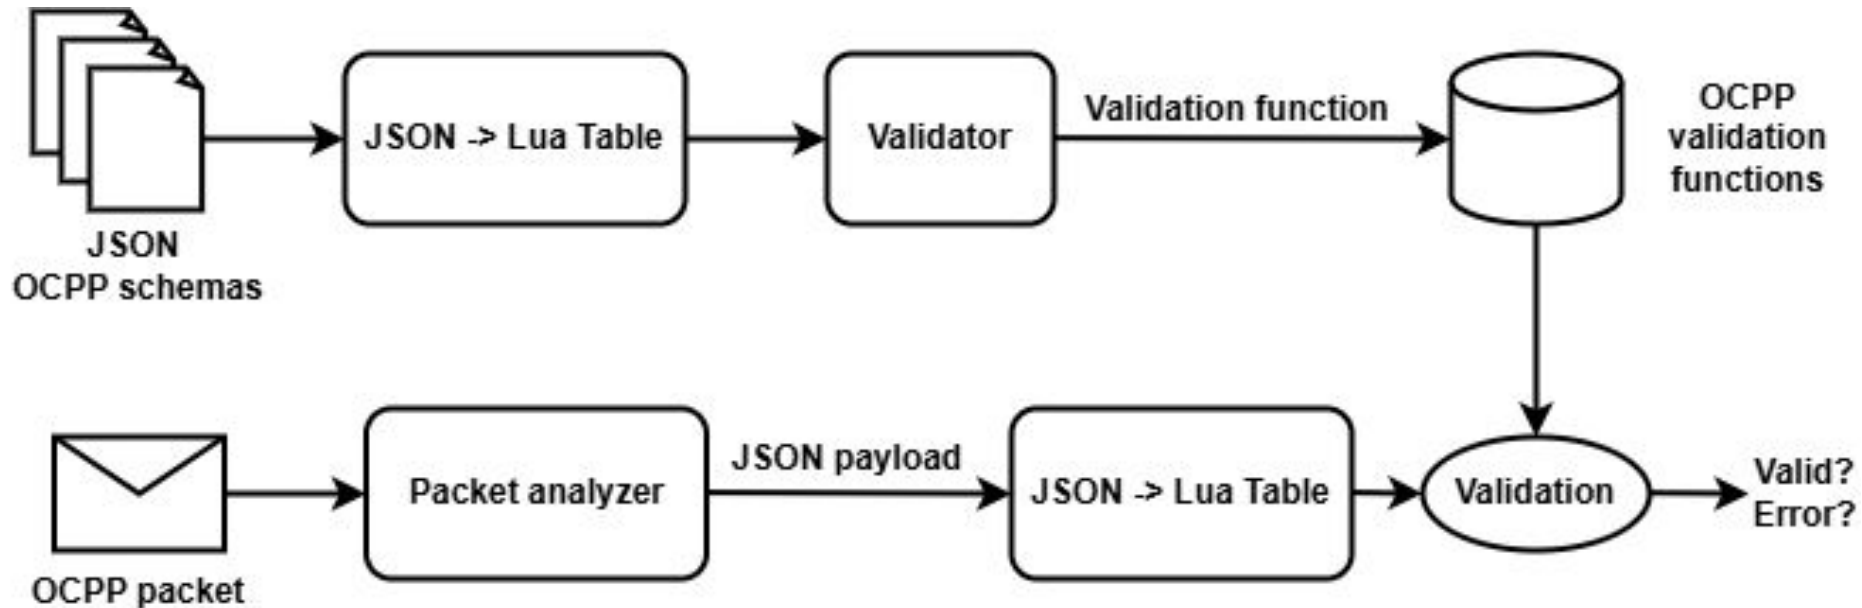 JSON -> Lua Table
Validator
Validation function
OCPP
validation
functions
JSON
OCPP schemas
Packet analyzer
JSON payload
JSON -> Lua Table
Validation
Valid?
Error?
OCPP packet